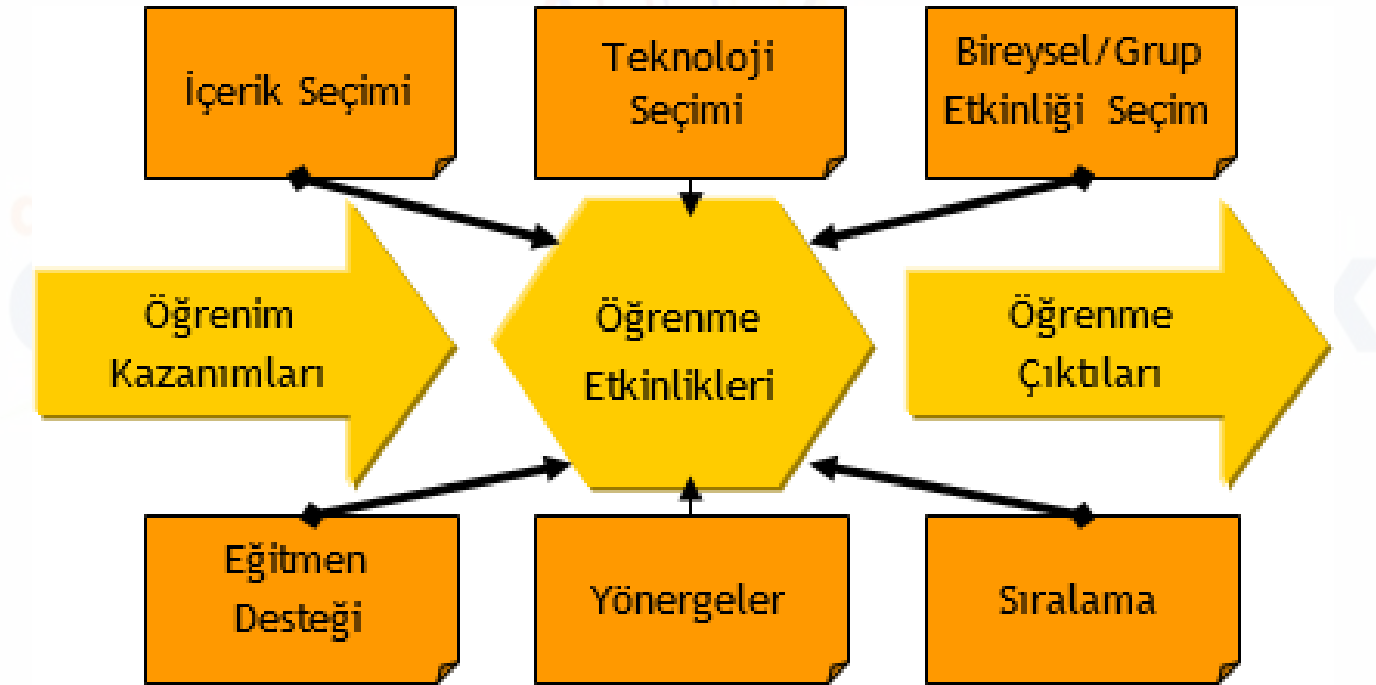 İçerik Seçimi
Teknoloji
Seçimi
Bireysel/Grup
Etkinliği Seçim
Öğrenim
Kazanımları
Öğrenme
Etkinlikleri
Öğrenme
Çıktıları
Eğitmen
Desteği
Yönergeler
Sıralama